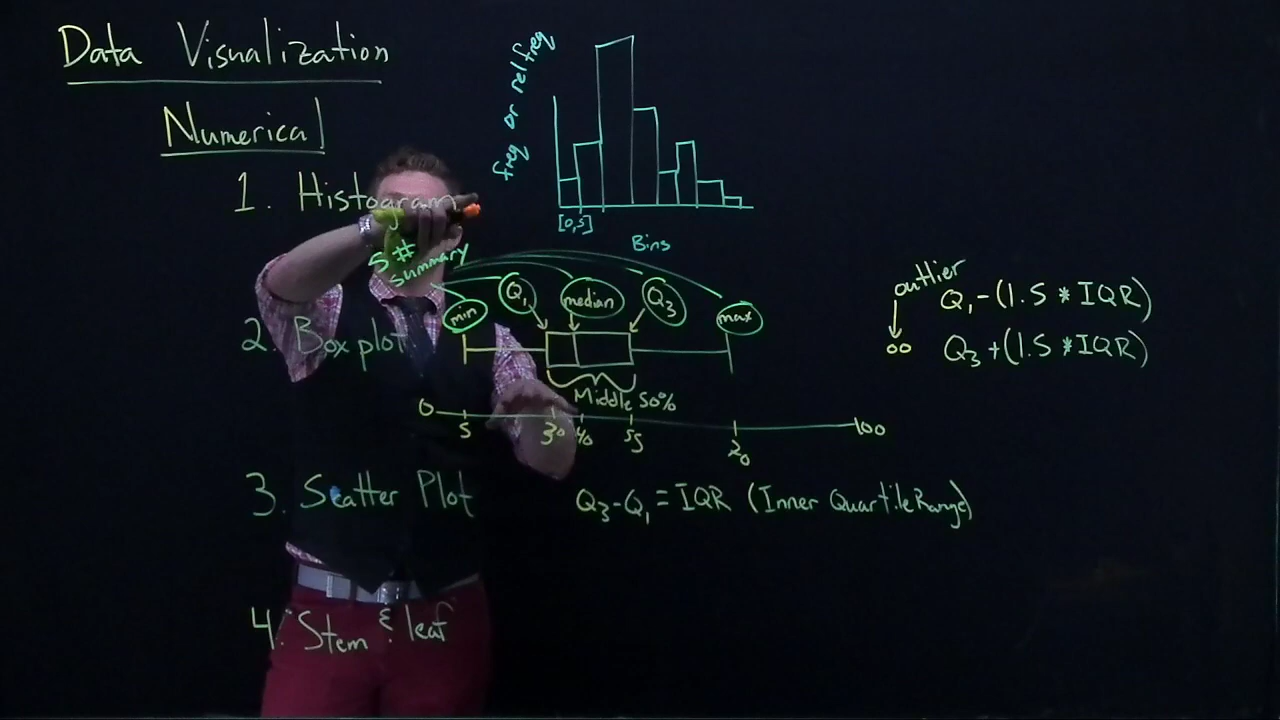 Data Visualization
Numerical
1. Histogram
freq or rel freq
[0,5]
Bins
5 #
summary
min
Q1
median
Q3
max
2. Boxplot
Middle 50%
0 5 30 40 55 70 100
outlier
Q1-(1.5*IQR)
oo Q3+(1.5*IQR)
3. Scatter Plot
Q3-Q1=IQR (Inner Quartile Range)
4. Stem & leaf